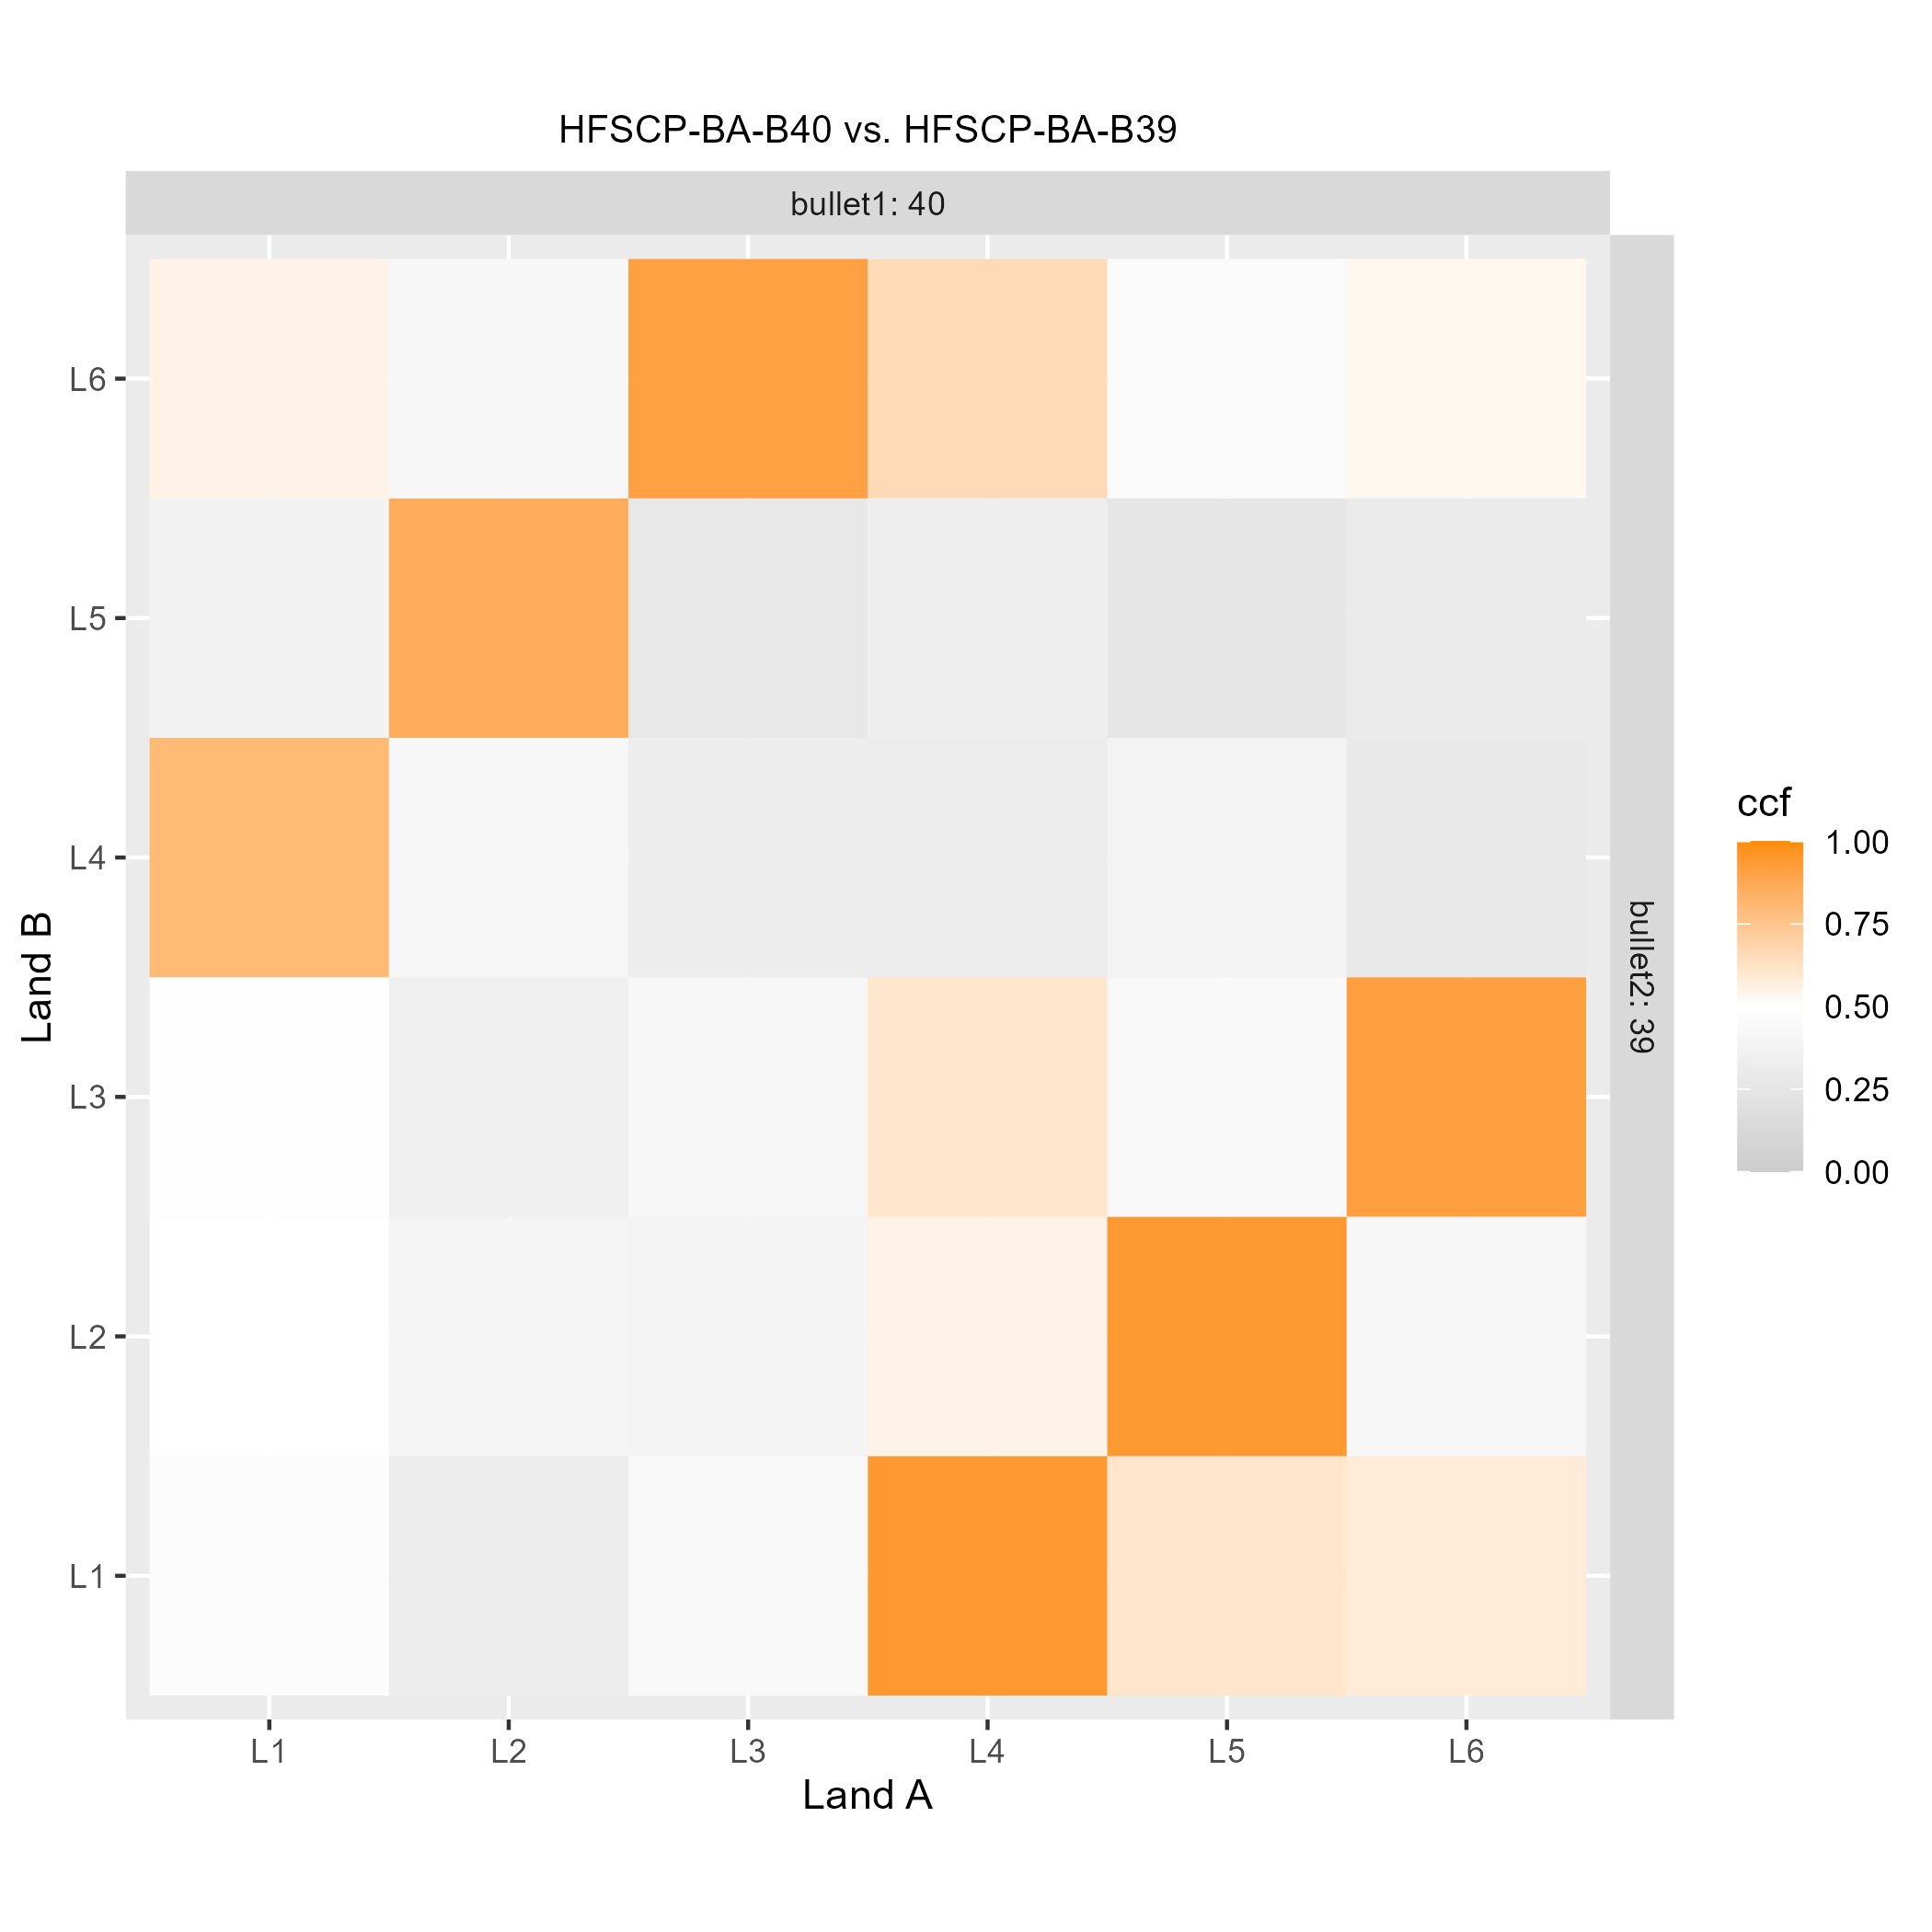 HFSCP-BA-B40 vs. HFSCP-BA-B39
bullet1: 40
L6
L5
L4
L3
L2
L1
Land B
bullet2: 39
L1 L2 L3 L4 L5 L6
Land A
ccf
1.00
0.75
0.50
0.25
0.00